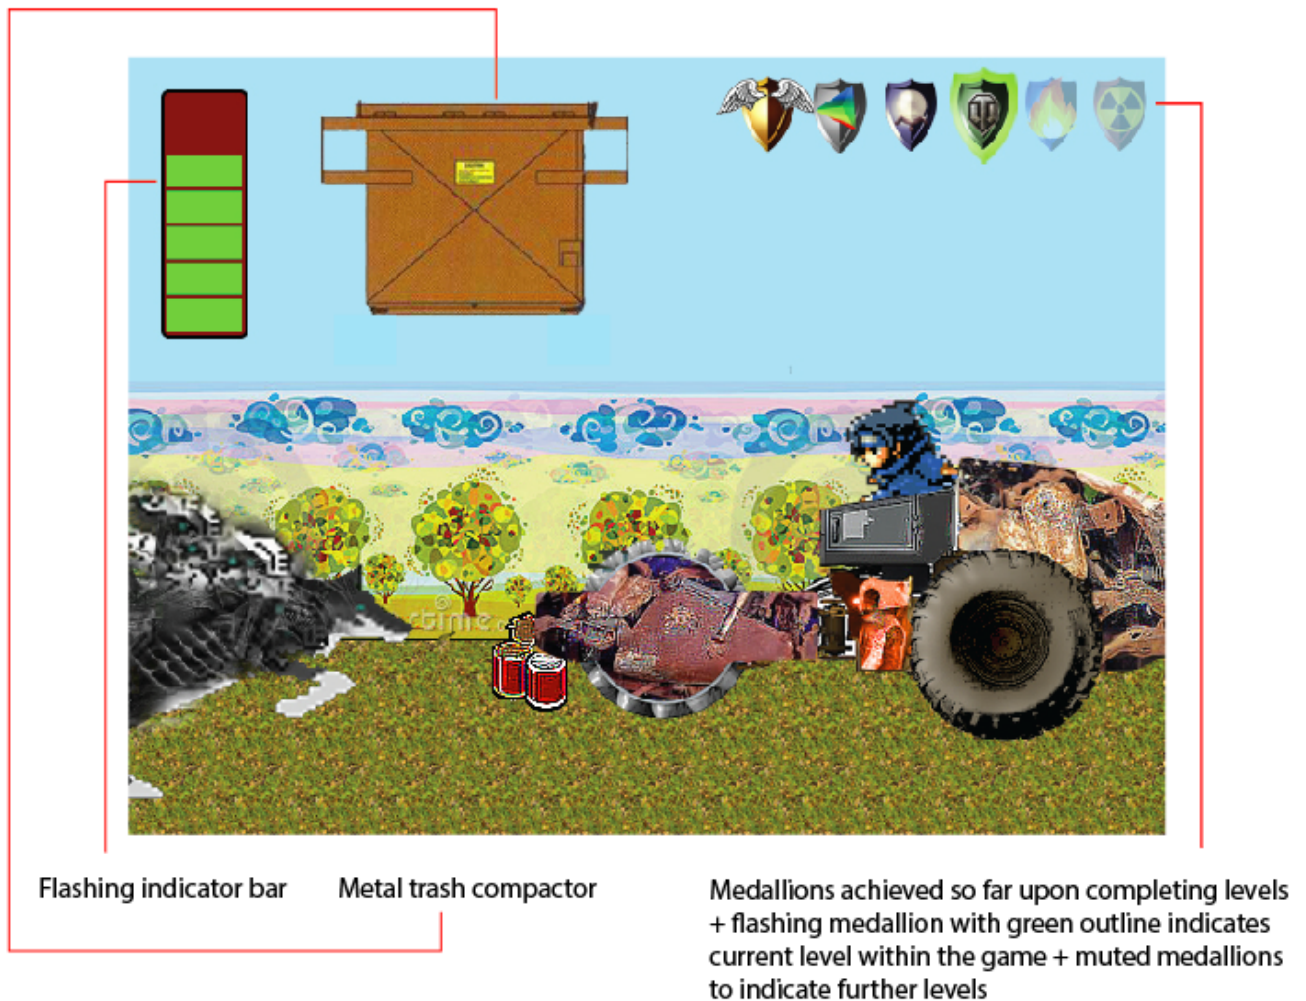 Flashing indicator bar
Metal trash compactor
Medallions achieved so far upon completing levels
+ flashing medallion with green outline indicates
current level within the game + muted medallions
to indicate further levels